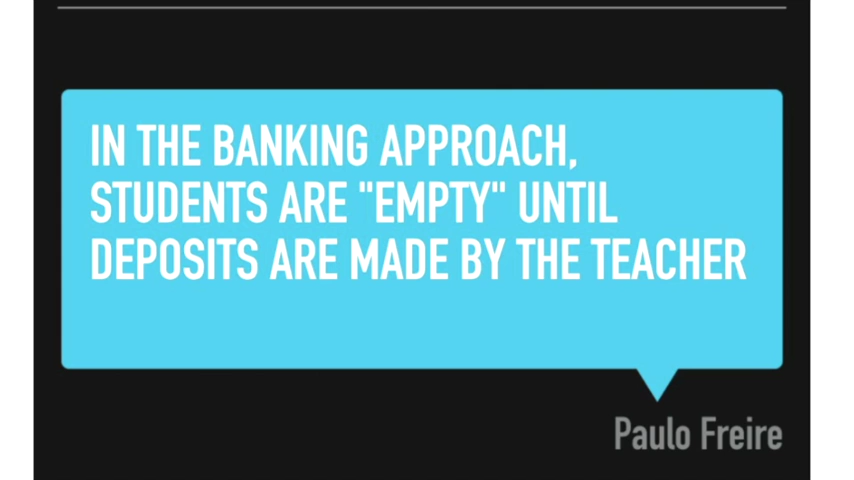 IN THE BANKING APPROACH,
STUDENTS ARE "EMPTY" UNTIL
DEPOSITS ARE MADE BY THE TEACHER
Paulo Freire